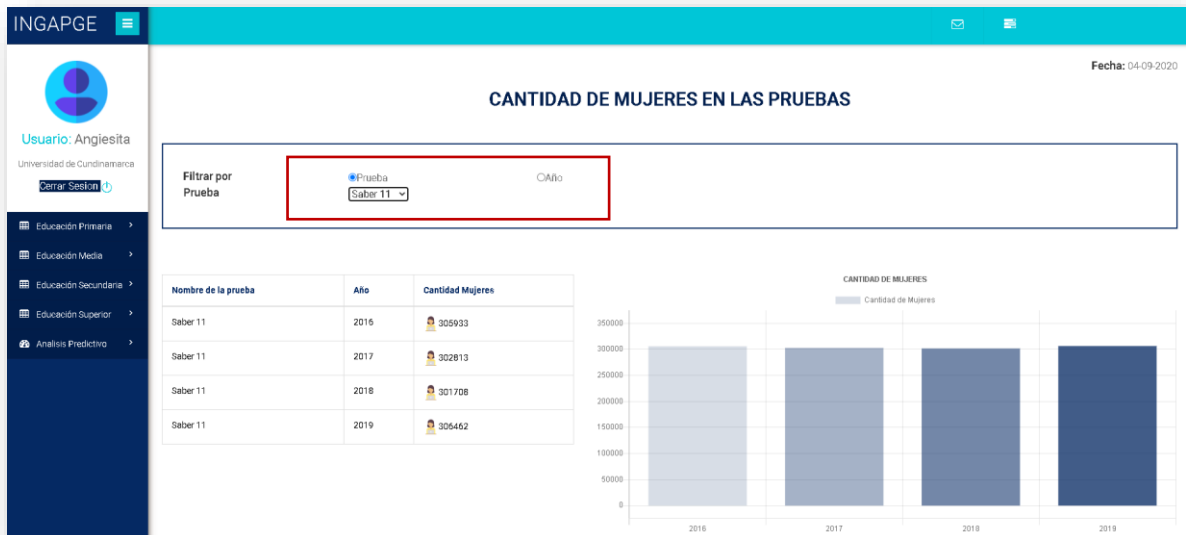 INGAPGE
Fecha: 04-09-2020
CANTIDAD DE MUJERES EN LAS PRUEBAS
Usuario: Angiesita
Universidad de Cundinamarca
Cerrar Sesion
Educación Primaria
Educación Media
Educación Secundaria
Educación Superior
Analisis Predictivo
Filtrar por
Prueba
Prueba
Año
Saber 11
Nombre de la prueba Año Cantidad Mujeres
Saber 11 2016 305933
Saber 11 2017 302813
Saber 11 2018 301708
Saber 11 2019 306462
CANTIDAD DE MUJERES
Cantidad de Mujeres
350000
300000
250000
200000
150000
100000
50000
0
2016 2017 2018 2019